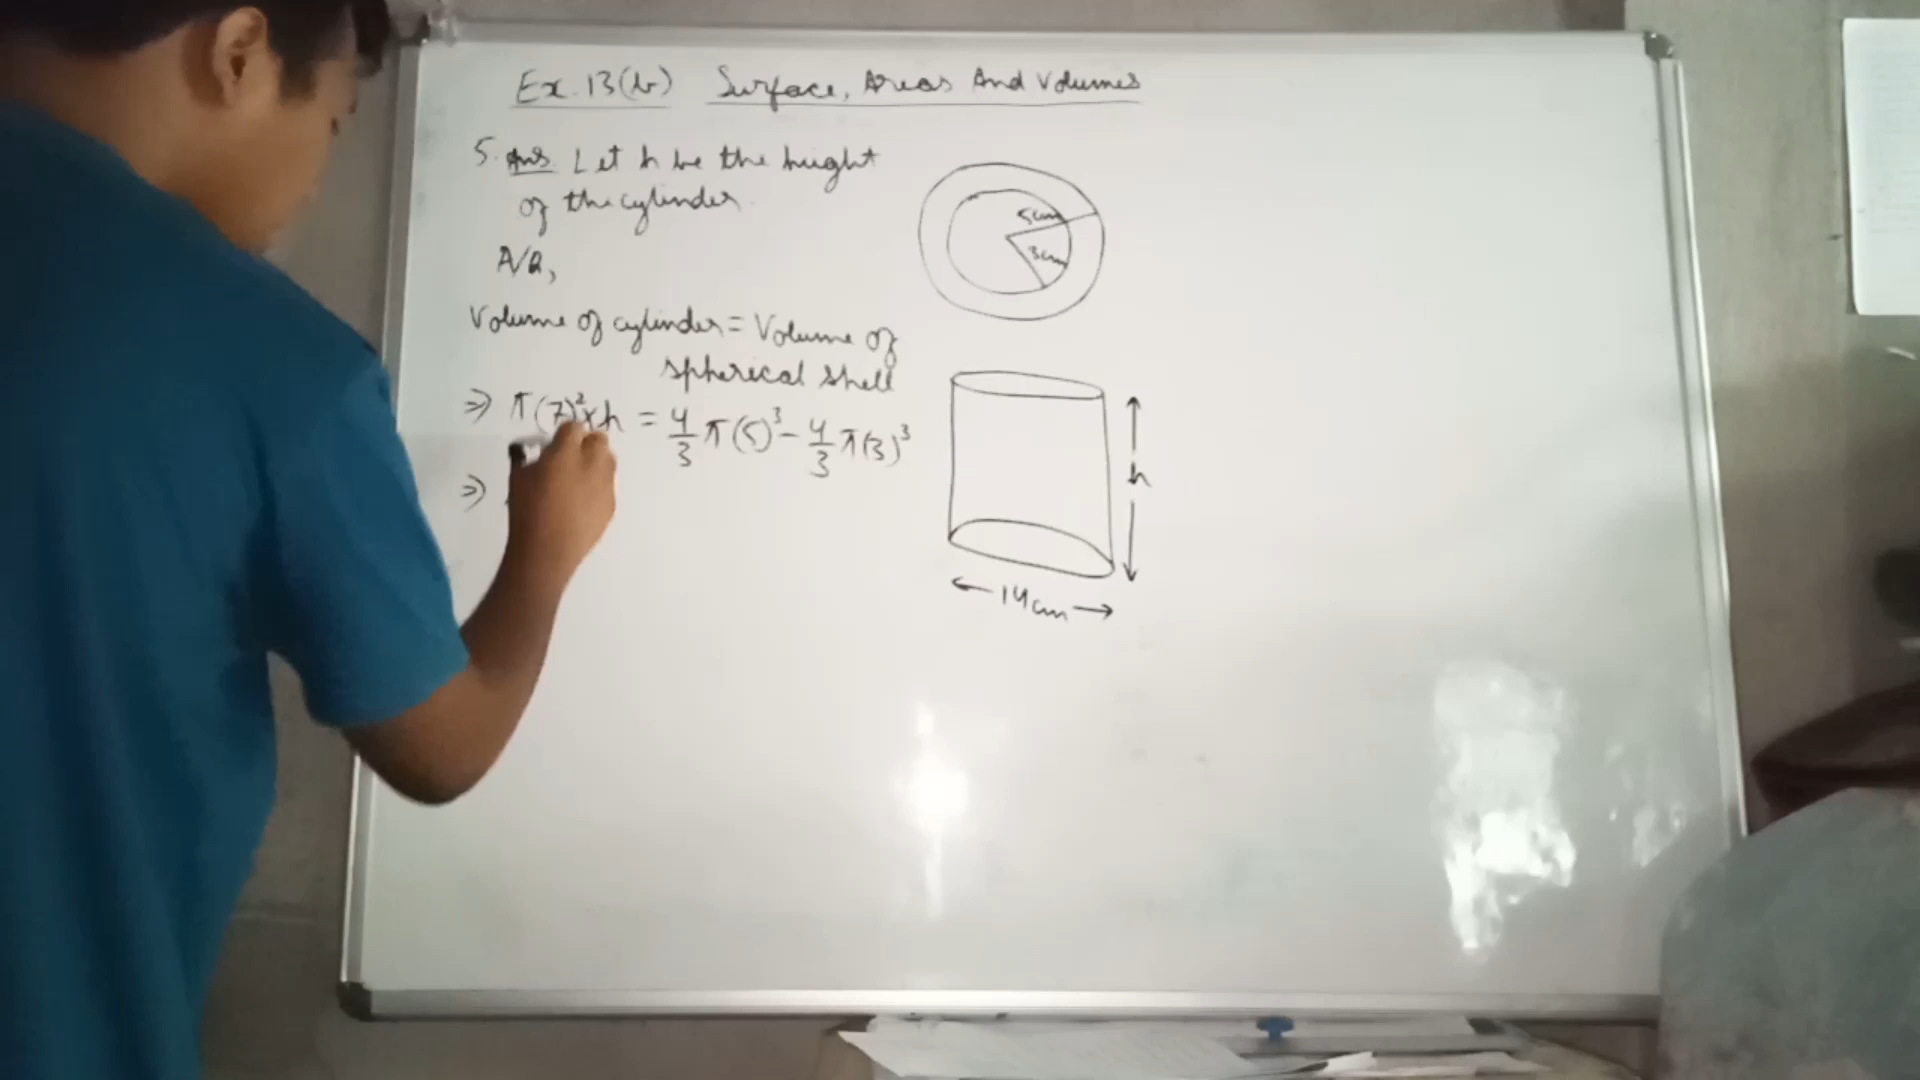 Ex. 13(b) Surface, Areas And Volumes
5. Ans. Let h be the height
of the cylinder.
A/Q,
Volume of cylinder = Volume of
spherical shell
⇒ π(7)²×h = 4/3 π(5)³ - 4/3 π(3)³
⇒
5cm
3cm
h
14cm